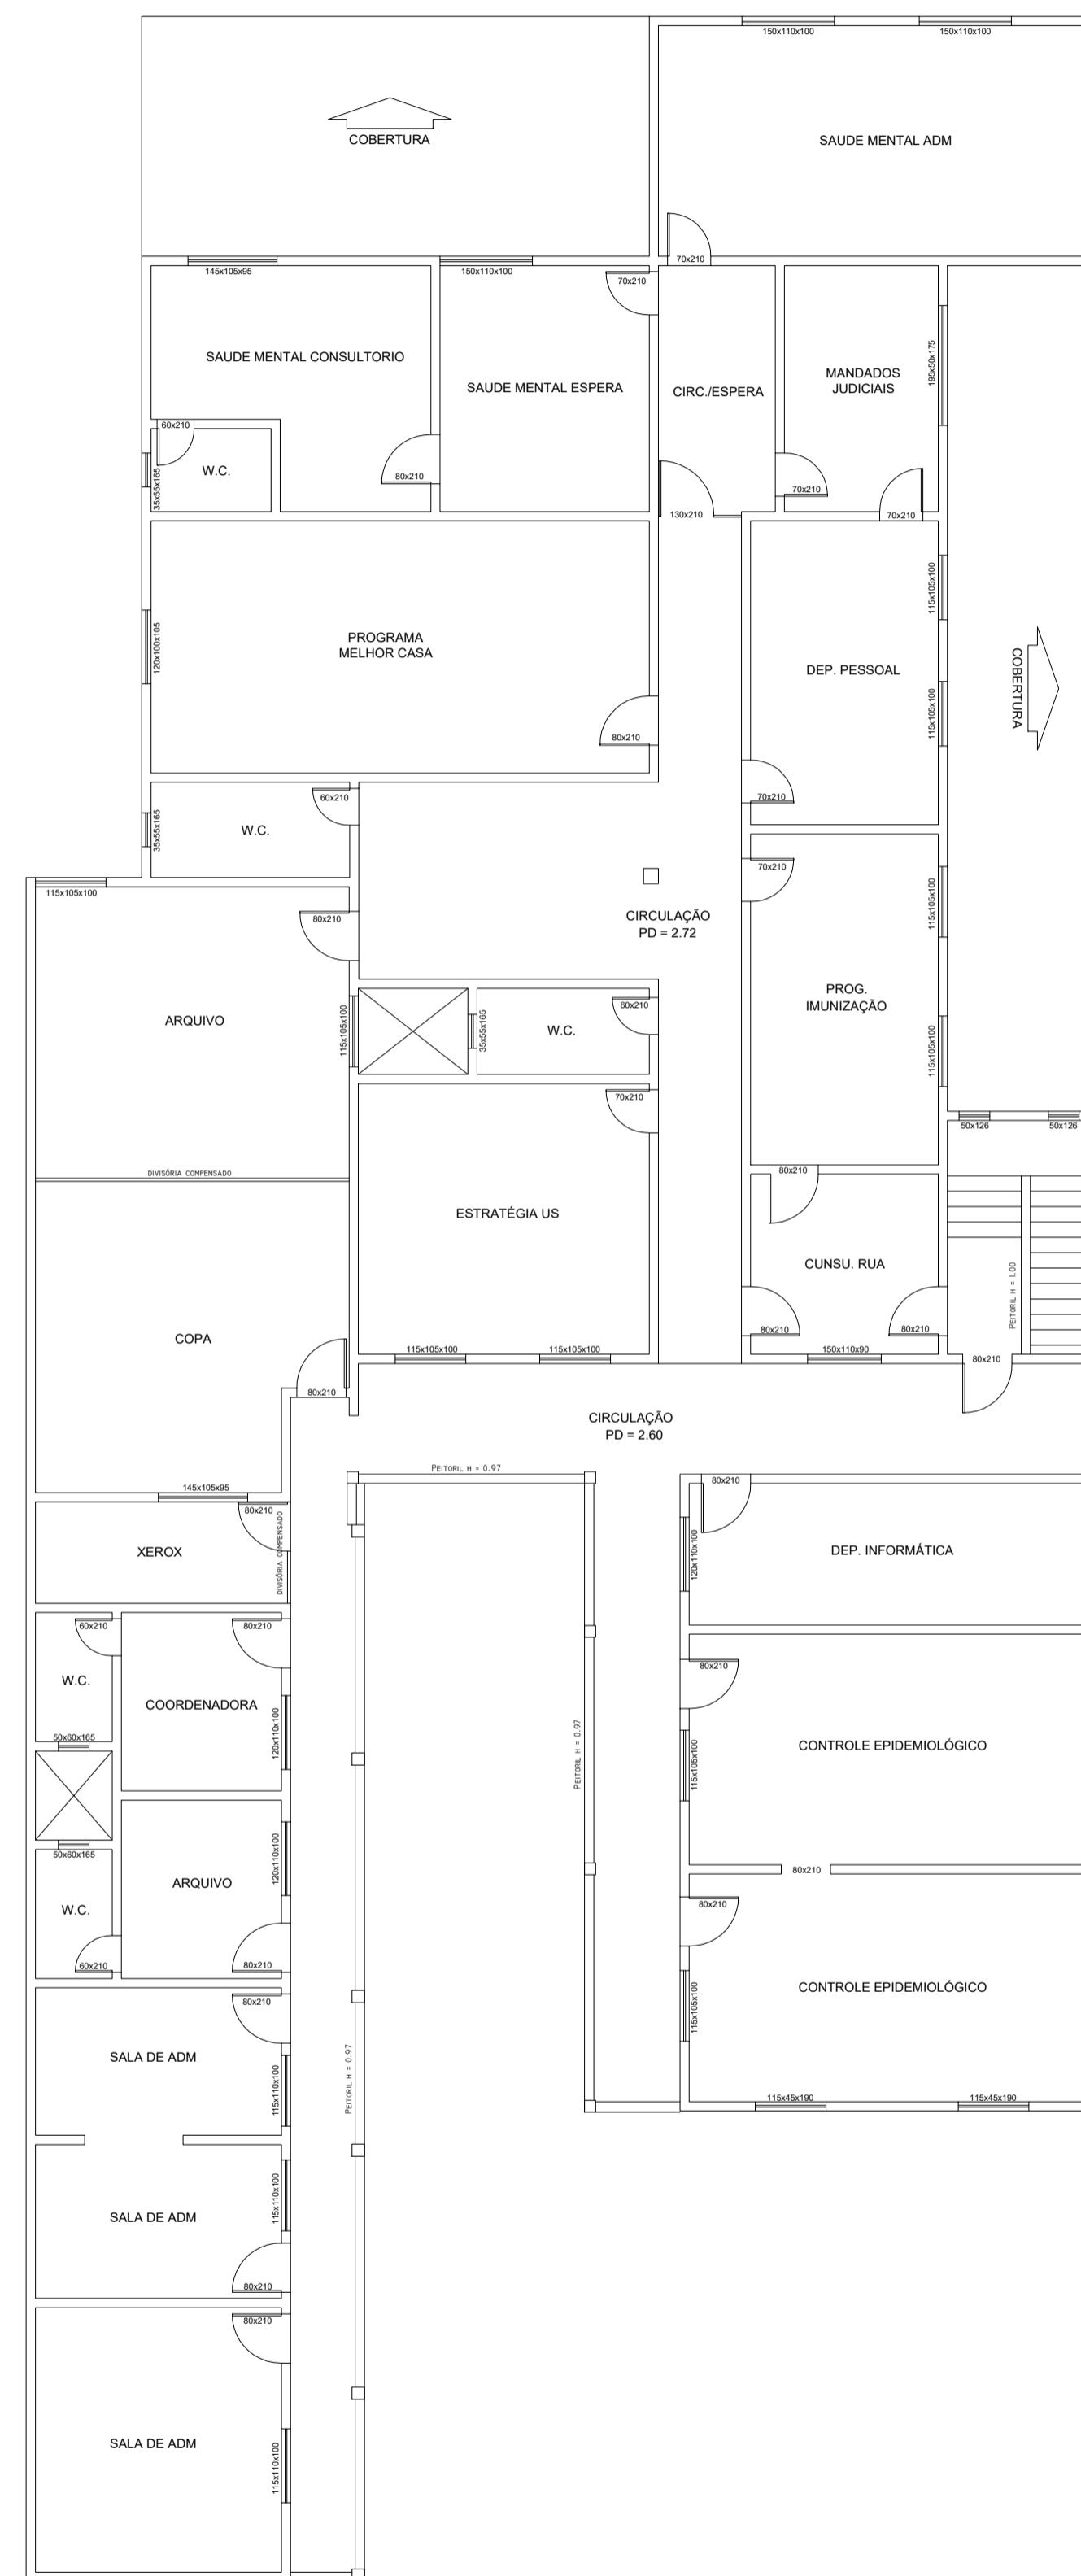 150x110x100
150x110x100
COBERTURA
SAUDE MENTAL ADM
70x210
145x105x95
150x110x100
70x210
SAUDE MENTAL CONSULTORIO
SAUDE MENTAL ESPERA
CIRC./ESPERA
MANDADOS
JUDICIAIS
195x50x175
60x210
W.C.
35x55x165
80x210
70x210
130x210
70x210
PROGRAMA
MELHOR CASA
120x100x105
80x210
DEP. PESSOAL
115x105x100
115x105x100
COBERTURA
70x210
60x210
W.C.
35x55x165
70x210
115x105x100
80x210
CIRCULAÇÃO
PD = 2.72
115x105x100
PROG.
IMUNIZAÇÃO
115x105x100
ARQUIVO
115x105x100
35x55x165
W.C.
60x210
70x210
50x126
50x126
DIVISÓRIA COMPENSADO
80x210
ESTRATÉGIA US
CUNSU. RUA
PEITORIL H = 1.00
COPA
80x210
80x210
115x105x100
115x105x100
150x110x90
80x210
80x210
CIRCULAÇÃO
PD = 2.60
PEITORIL H = 0.97
80x210
145x105x95
80x210
XEROX
DIVISÓRIA COMPENSADO
120x110x100
DEP. INFORMÁTICA
60x210
80x210
W.C.
COORDENADORA
120x110x100
50x60x165
80x210
PEITORIL H = 0.97
115x105x100
CONTROLE EPIDEMIOLÓGICO
50x60x165
120x110x100
80x210
ARQUIVO
W.C.
60x210
80x210
80x210
115x105x100
CONTROLE EPIDEMIOLÓGICO
80x210
SALA DE ADM
115x110x100
PEITORIL H = 0.97
115x45x190
115x45x190
115x110x100
SALA DE ADM
80x210
80x210
SALA DE ADM
115x110x100